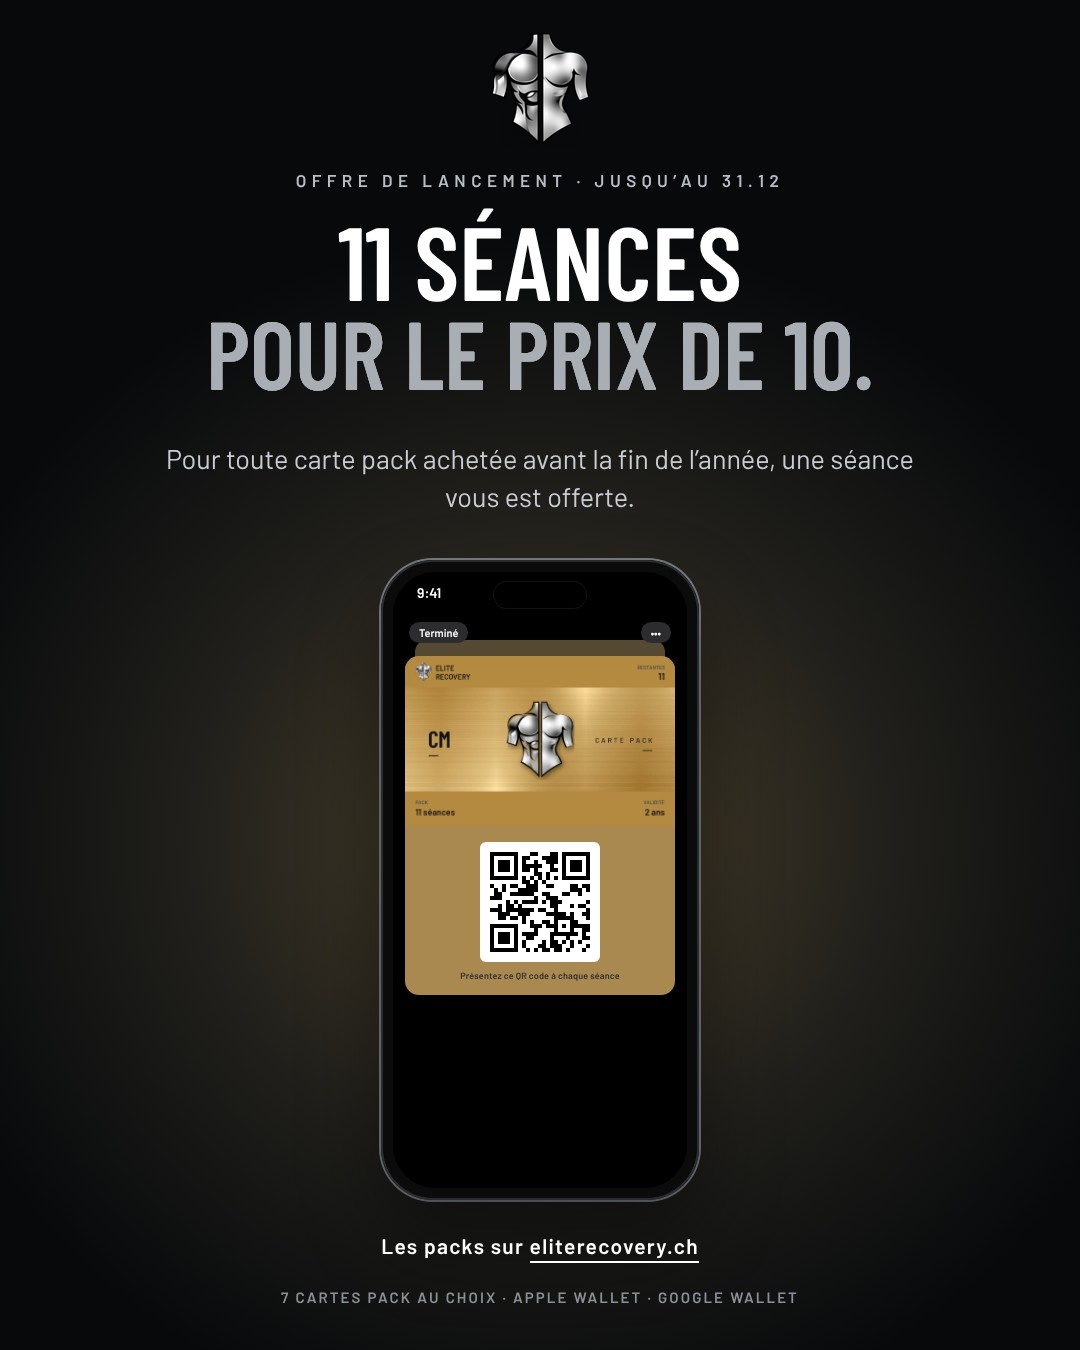 OFFRE DE LANCEMENT · JUSQU’AU 31.12
11 SÉANCES
POUR LE PRIX DE 10.
Pour toute carte pack achetée avant la fin de l’année, une séance
vous est offerte.
9:41
Terminé
•••
ELITE
RECOVERY
RESTANTES
11
CM
CARTE PACK
PACK
11 séances
VALIDITÉ
2 ans
Présentez ce QR code à chaque séance
Les packs sur eliterecovery.ch
7 CARTES PACK AU CHOIX · APPLE WALLET · GOOGLE WALLET